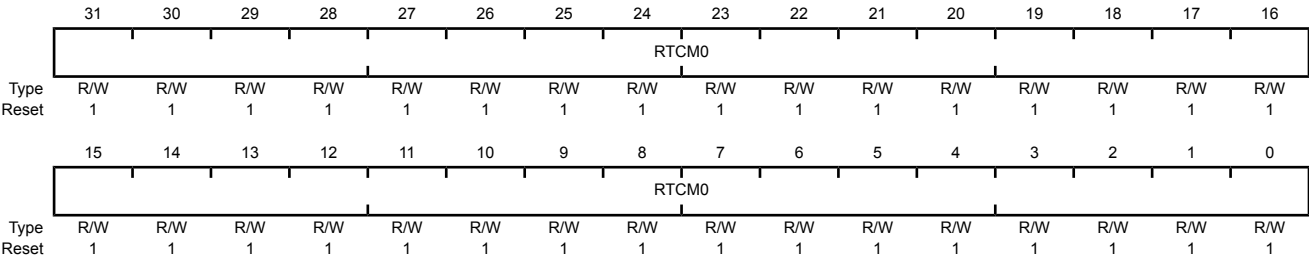 31 30 29 28 27 26 25 24 23 22 21 20 19 18 17 16
RTCM0
Type R/W R/W R/W R/W R/W R/W R/W R/W R/W R/W R/W R/W R/W R/W R/W R/W
Reset 1 1 1 1 1 1 1 1 1 1 1 1 1 1 1 1
15 14 13 12 11 10 9 8 7 6 5 4 3 2 1 0
RTCM0
Type R/W R/W R/W R/W R/W R/W R/W R/W R/W R/W R/W R/W R/W R/W R/W R/W
Reset 1 1 1 1 1 1 1 1 1 1 1 1 1 1 1 1